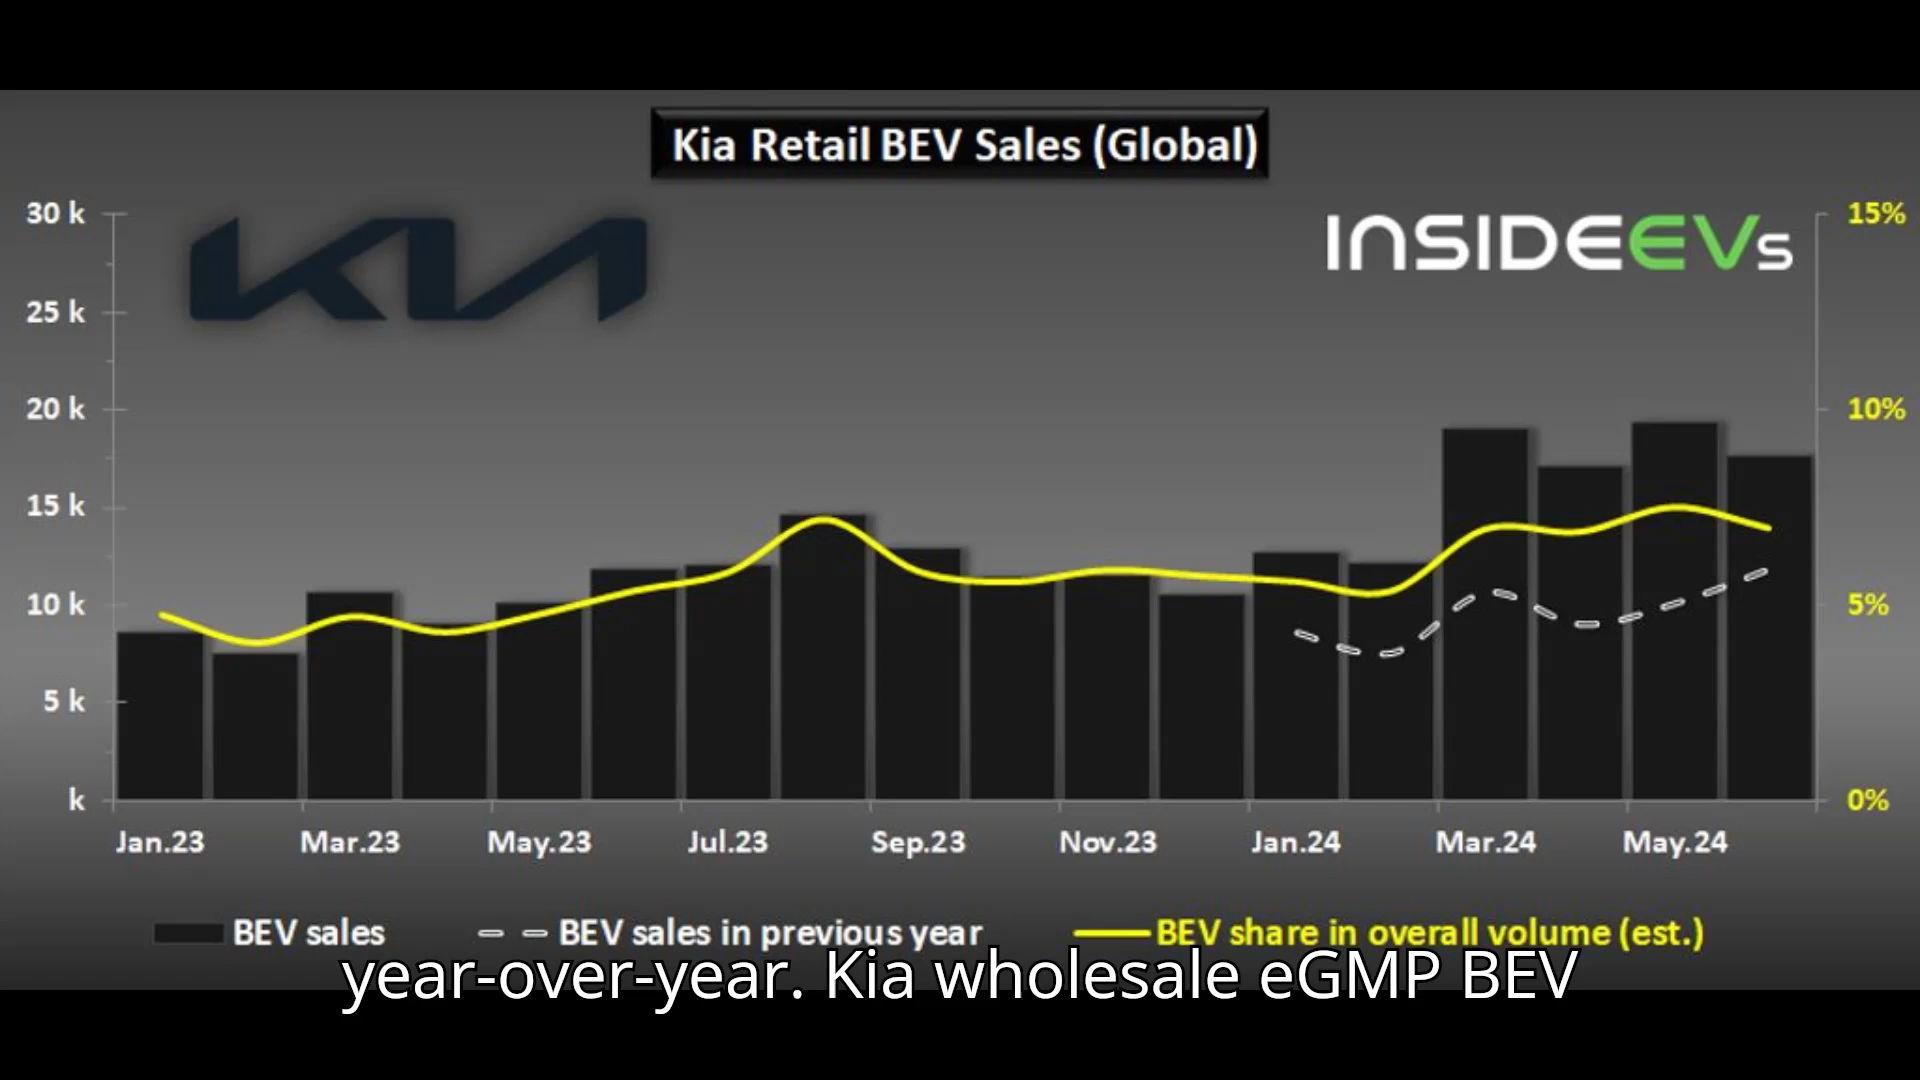 Kia Retail BEV Sales (Global)
KIA
INSIDEEVs
30 k
25 k
20 k
15 k
10 k
5 k
k
15%
10%
5%
0%
Jan.23 Mar.23 May.23 Jul.23 Sep.23 Nov.23 Jan.24 Mar.24 May.24
BEV sales BEV sales in previous year BEV share in overall volume (est.)
year-over-year. Kia wholesale eGMP BEV